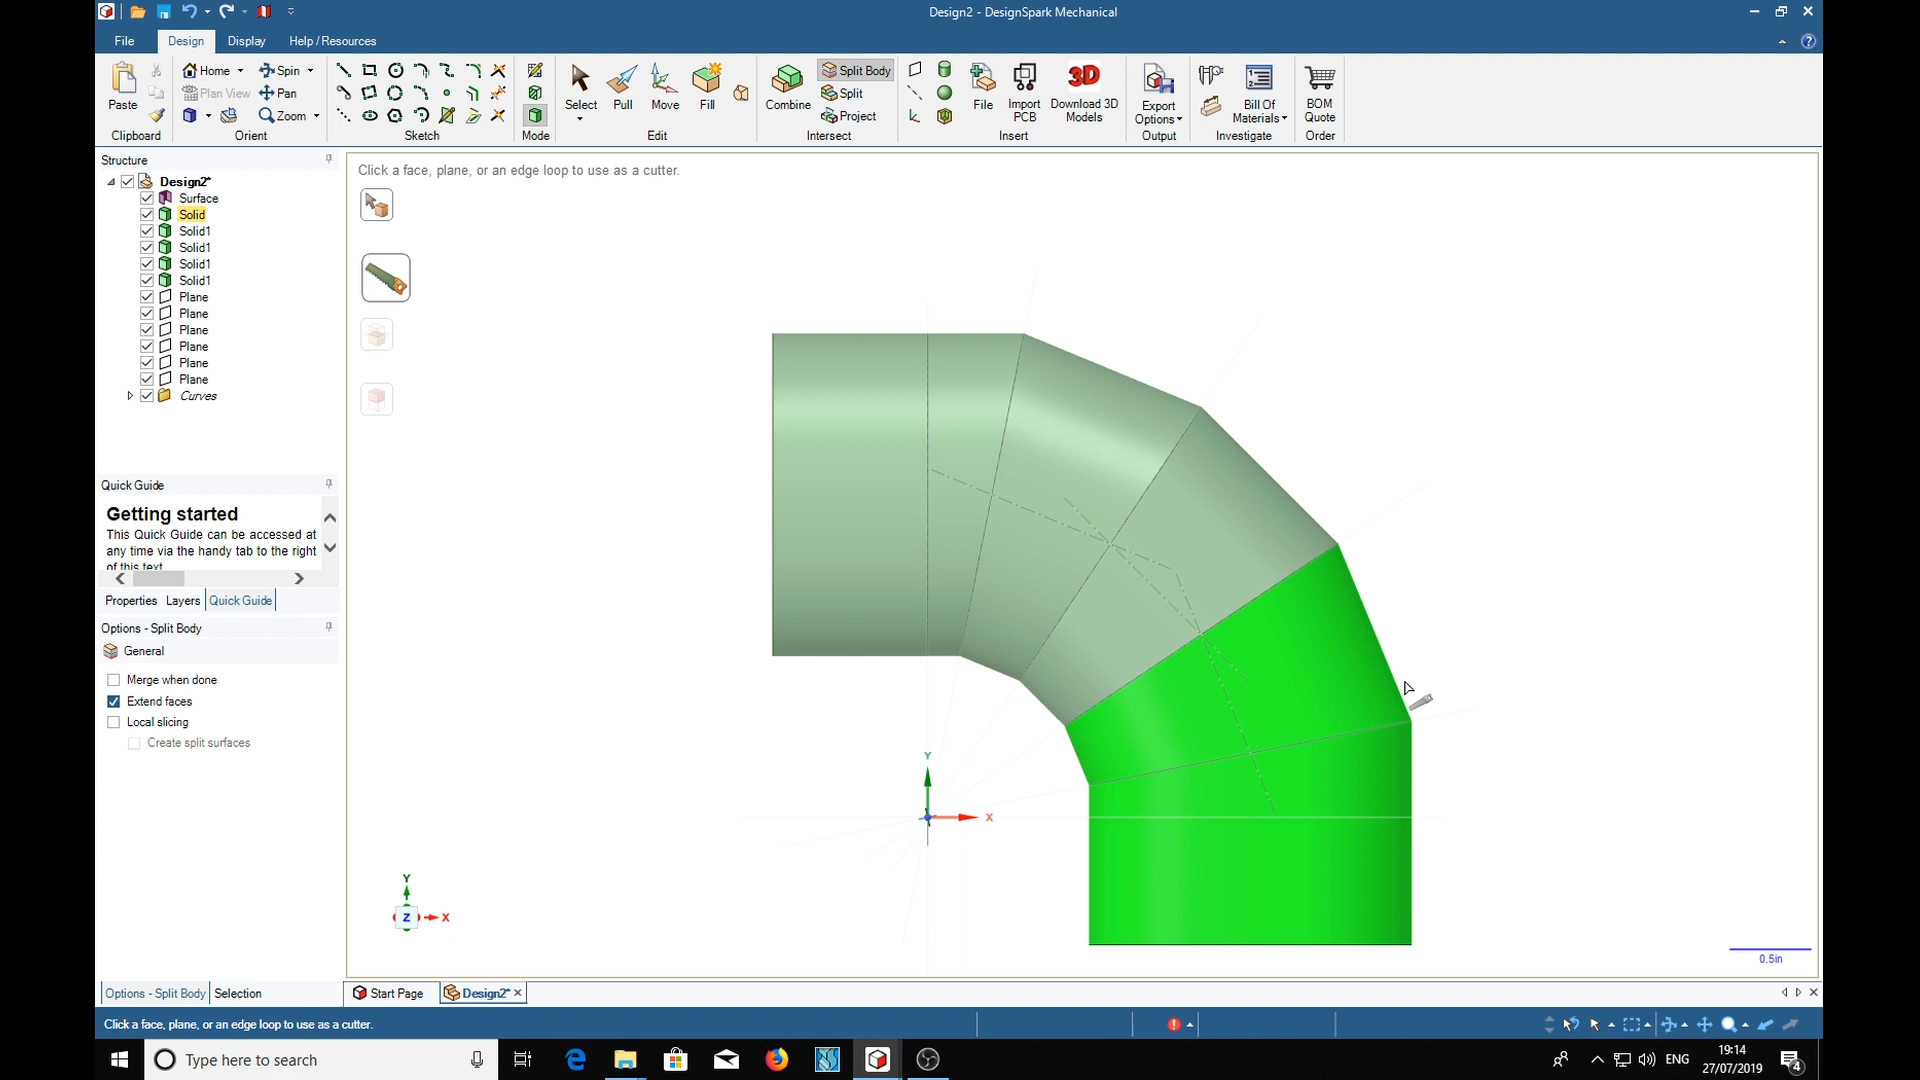 Design2 - DesignSpark Mechanical
File Design Display Help / Resources
Home Spin Split Body
Plan View Pan Split
Zoom Project
Paste Select Pull Move Fill Combine File Import PCB Download 3D Models Export Options Bill Of Materials BOM Quote
3D
Clipboard Orient Sketch Mode Edit Intersect Insert Output Investigate Order
Structure
Design2*
Surface
Solid
Solid1
Solid1
Solid1
Solid1
Plane
Plane
Plane
Plane
Plane
Plane
Curves
Quick Guide
Getting started
This Quick Guide can be accessed at
any time via the handy tab to the right
of this text
Properties Layers Quick Guide
Options - Split Body
General
Merge when done
Extend faces
Local slicing
Create split surfaces
Options - Split Body Selection
Click a face, plane, or an edge loop to use as a cutter.
Y
X
Y
Z X
0.5in
Start Page Design2*
Click a face, plane, or an edge loop to use as a cutter.
Type here to search
ENG
19:14
27/07/2019
4